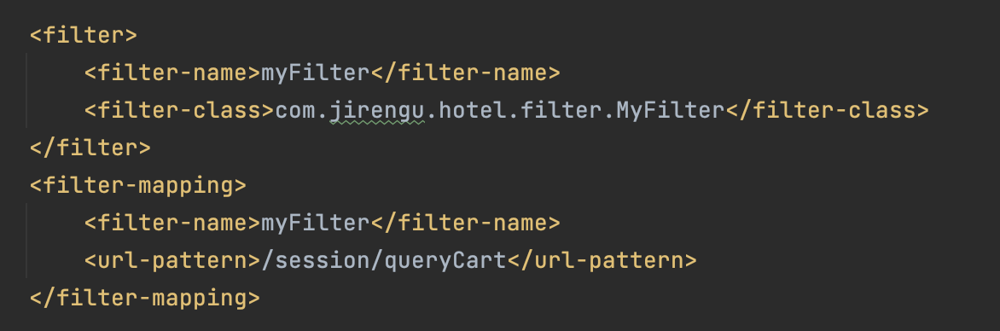 <filter>
    <filter-name>myFilter</filter-name>
    <filter-class>com.jirengu.hotel.filter.MyFilter</filter-class>
</filter>
<filter-mapping>
    <filter-name>myFilter</filter-name>
    <url-pattern>/session/queryCart</url-pattern>
</filter-mapping>